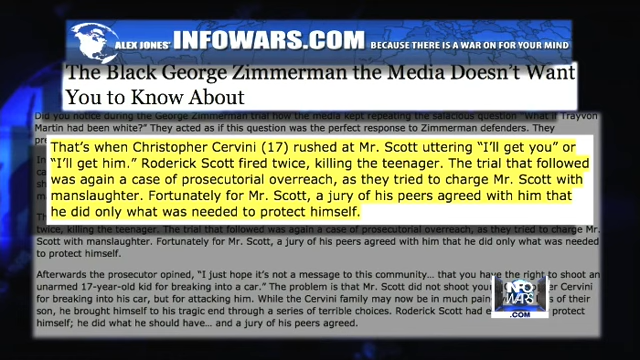 ALEX JONES' INFOWARS.COM BECAUSE THERE IS A WAR ON FOR YOUR MIND
The Black George Zimmerman the Media Doesn't Want
You to Know About
Did you notice during the George Zimmerman trial how the media kept repeating the salacious question "What if Trayvon
Martin had been white?" They acted as if this question was the perfect response to Zimmerman defenders. They
That's when Christopher Cervini (17) rushed at Mr. Scott uttering "I'll get you" or
"I'll get him." Roderick Scott fired twice, killing the teenager. The trial that followed
was again a case of prosecutorial overreach, as they tried to charge Mr. Scott with
manslaughter. Fortunately for Mr. Scott, a jury of his peers agreed with him that
he did only what was needed to protect himself.
twice, killing the teenager. The trial that followed was again a case of prosecutorial overreach, as they tried to charge Mr.
Scott with manslaughter. Fortunately for Mr. Scott, a jury of his peers agreed with him that he did only what was needed
to protect himself.
Afterwards the prosecutor opined, "I just hope it's not a message to this community… that you have the right to shoot an
unarmed 17-year-old kid for breaking into a car." The problem is that Mr. Scott did not shoot Cervini
for breaking into his car, but for attacking him. While the Cervini family may now be in much of their
son, he brought himself to his tragic end through a series of terrible choices. Roderick Scott had protect
himself; he did what he should have… and a jury of his peers agreed.
INFO
WARS
.COM